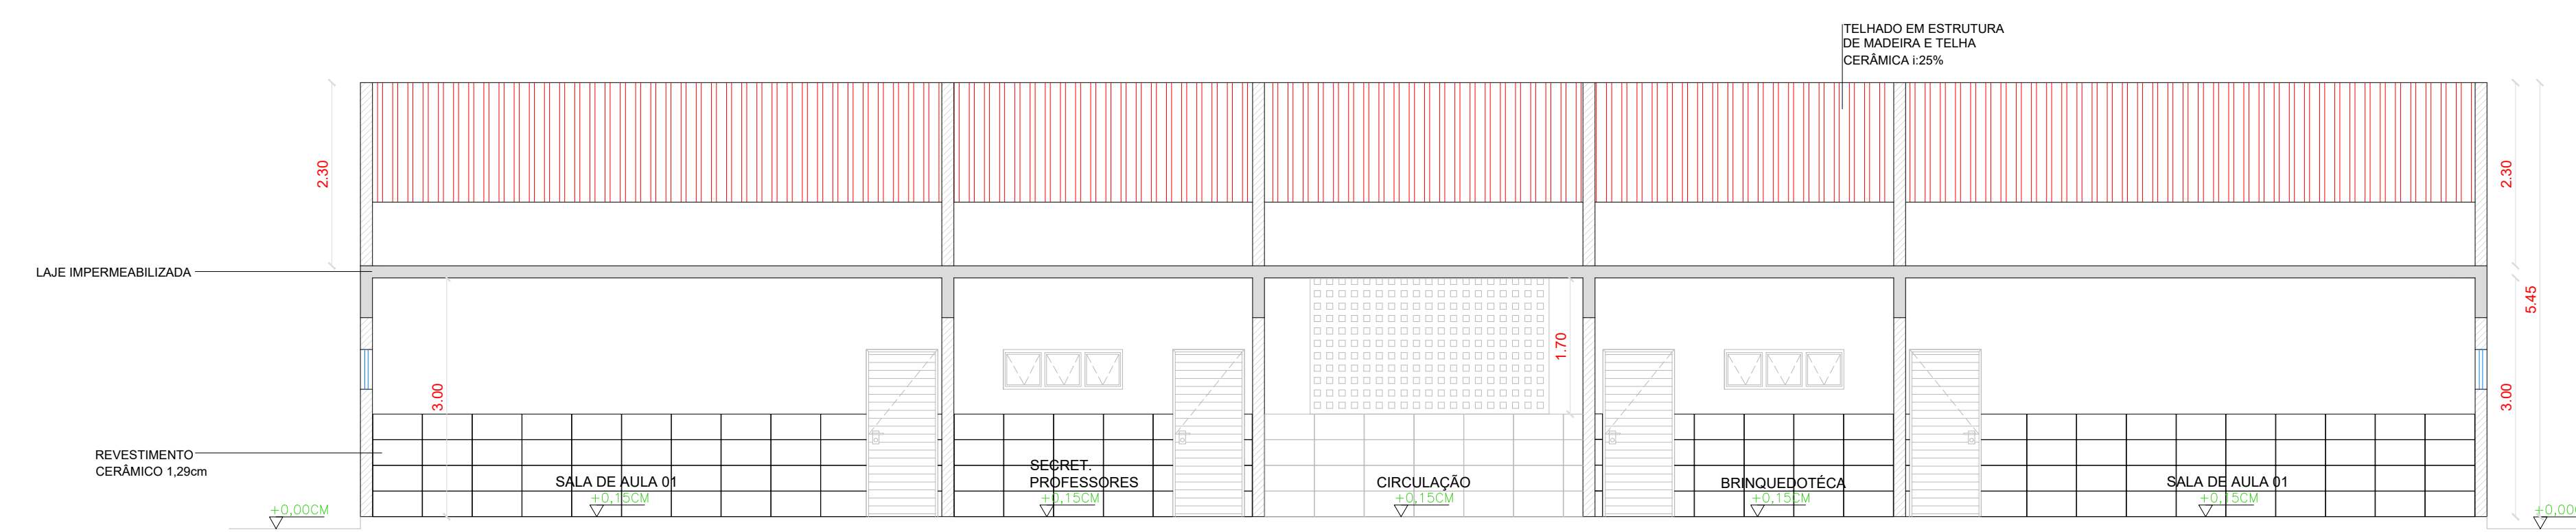 TELHADO EM ESTRUTURA
DE MADEIRA E TELHA
CERÂMICA i:25%
2.30
2.30
LAJE IMPERMEABILIZADA
5.45
1.70
3.00
3.00
REVESTIMENTO
CERÂMICO 1,29cm
SALA DE AULA 01
+0,15CM
SECRET.
PROFESSORES
+0,15CM
CIRCULAÇÃO
+0,15CM
BRINQUEDOTÉCA
+0,15CM
SALA DE AULA 01
+0,15CM
+0,00CM
+0,00